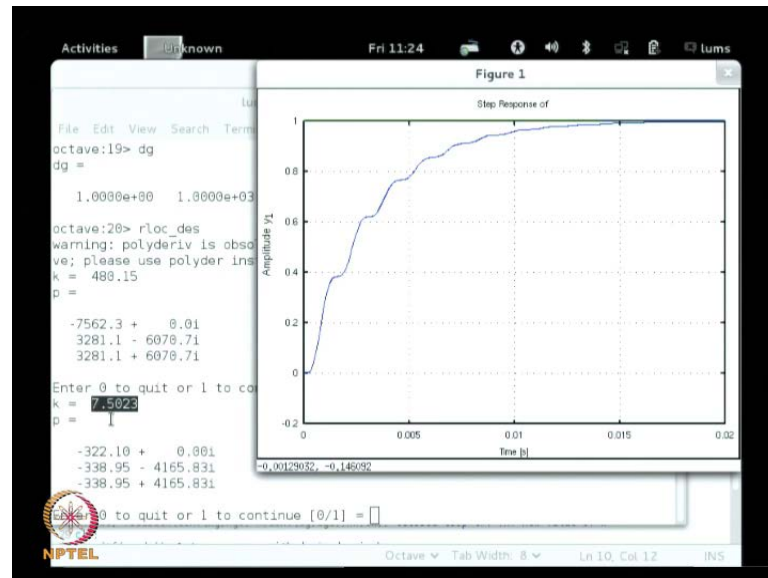 Activities
Unknown
Fri 11:24
lums
Figure 1
File Edit View Search Term
octave:19> dg
dg =
1.0000e+00 1.0000e+03
octave:20> rloc_des
warning: polyderiv is obso
ve; please use polyder ins
k = 480.15
p =
-7562.3 + 0.0i
3281.1 - 6070.7i
3281.1 + 6070.7i
Enter 0 to quit or 1 to co
k = 7.5023
p =
-322.10 + 0.00i
-338.95 - 4165.83i
-338.95 + 4165.83i
0 to quit or 1 to continue [0/1] =
Step Response of
Amplitude y1
1
0.8
0.6
0.4
0.2
0
-0.2
0
0.005
0.01
0.015
0.02
Time [s]
-0.00129032, -0.146092
Octave
Tab Width: 8
Ln 10, Col 12
INS
NPTEL